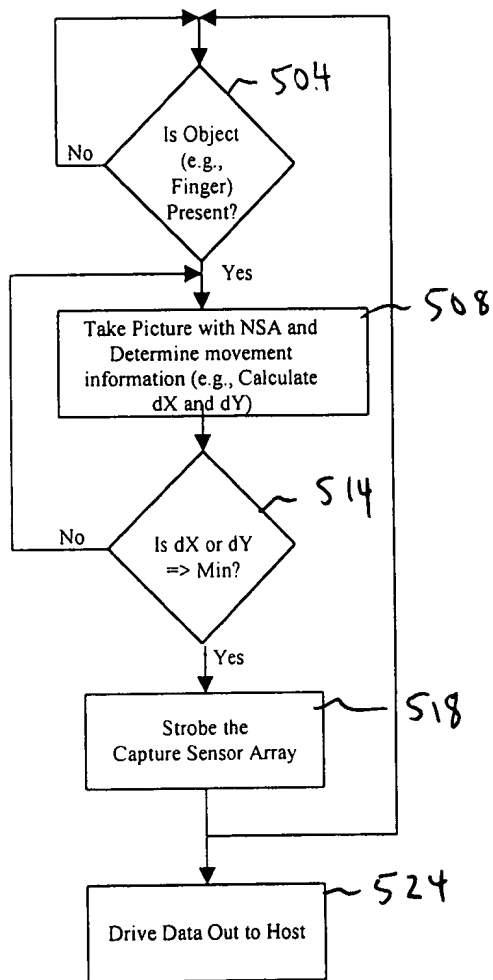 504
Is Object
(e.g.,
Finger)
Present?
No
Yes
508
Take Picture with NSA and
Determine movement
information (e.g., Calculate
dX and dY)
514
Is dX or dY
=> Min?
No
Yes
518
Strobe the
Capture Sensor Array
524
Drive Data Out to Host